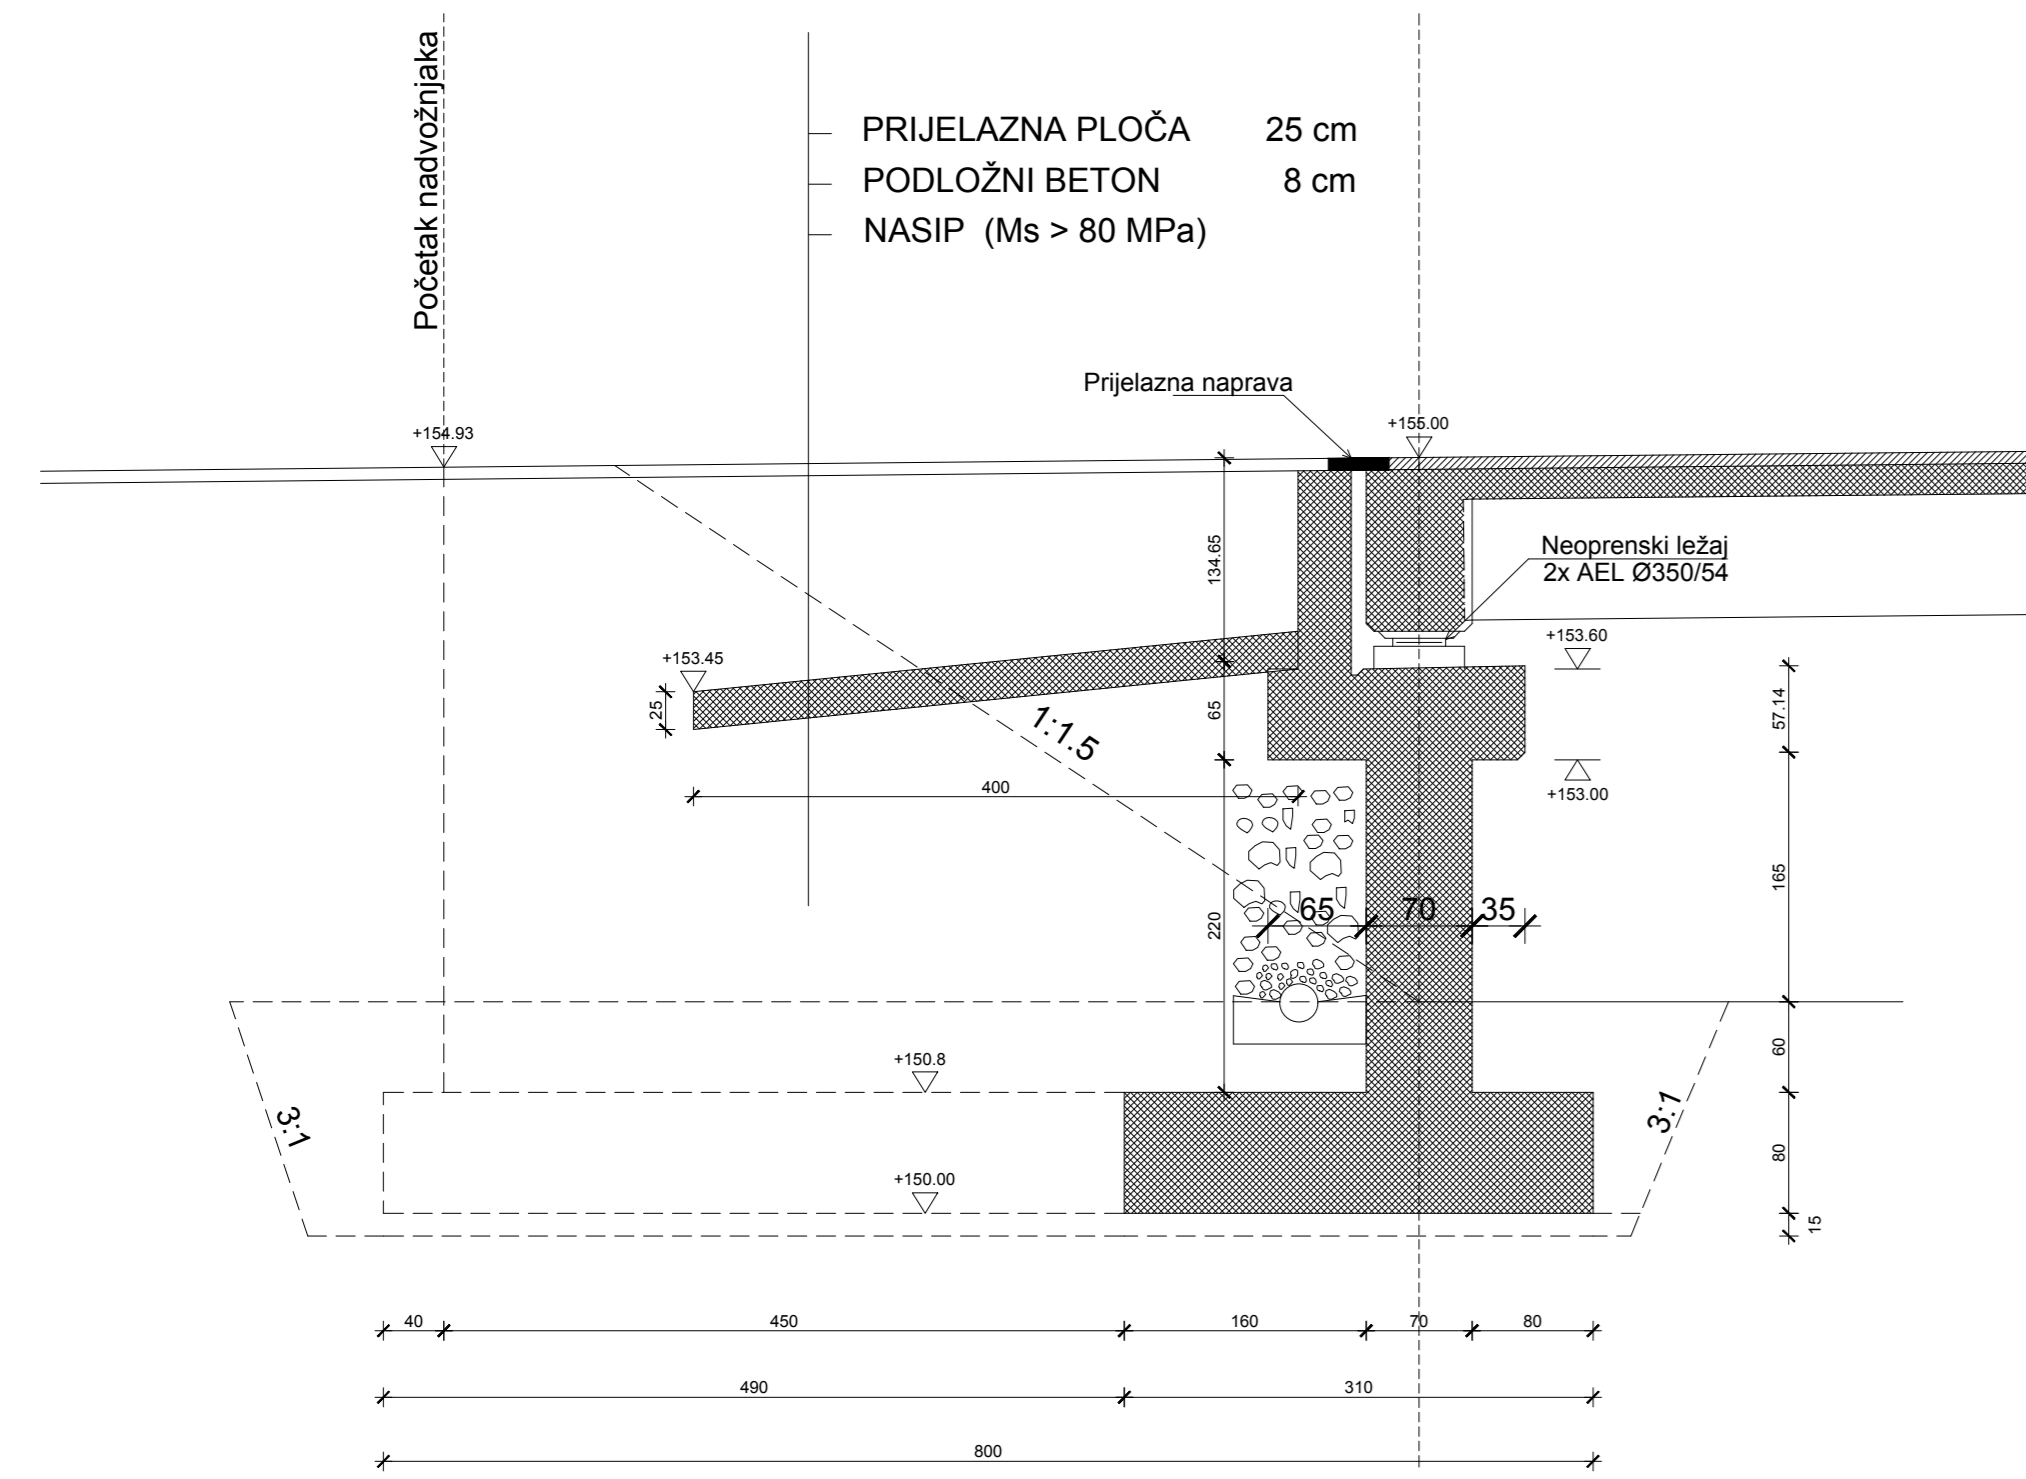 Početak nadvožnjaka
PRIJELAZNA PLOČA 25 cm
PODLOŽNI BETON 8 cm
NASIP (Ms > 80 MPa)
Prijelazna naprava
+154.93
+155.00
134.65
Neoprenski ležaj
2x AEL Ø350/54
+153.60
+153.45
25
65
1:1.5
57.14
400
+153.00
165
65 70 35
220
60
+150.8
3:1
3:1
80
+150.00
15
40 450 160 70 80
490 310
800